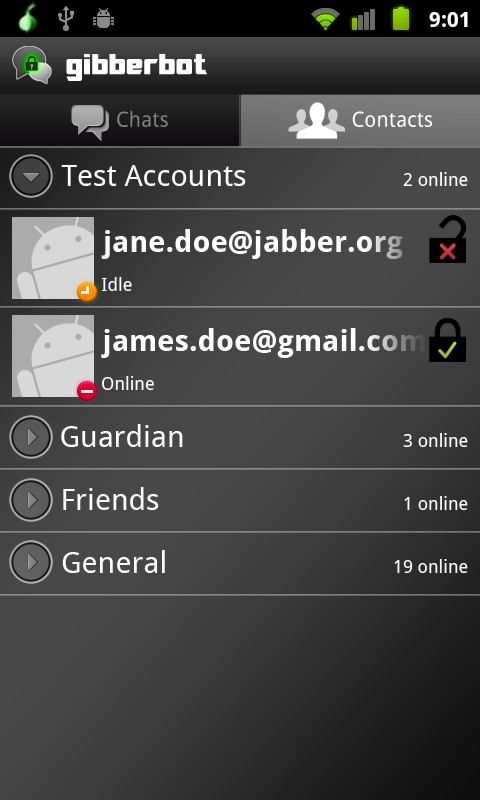 9:01
gibberbot
Chats
Contacts
Test Accounts
2 online
jane.doe@jabber.org
Idle
james.doe@gmail.com
Online
Guardian
3 online
Friends
1 online
General
19 online